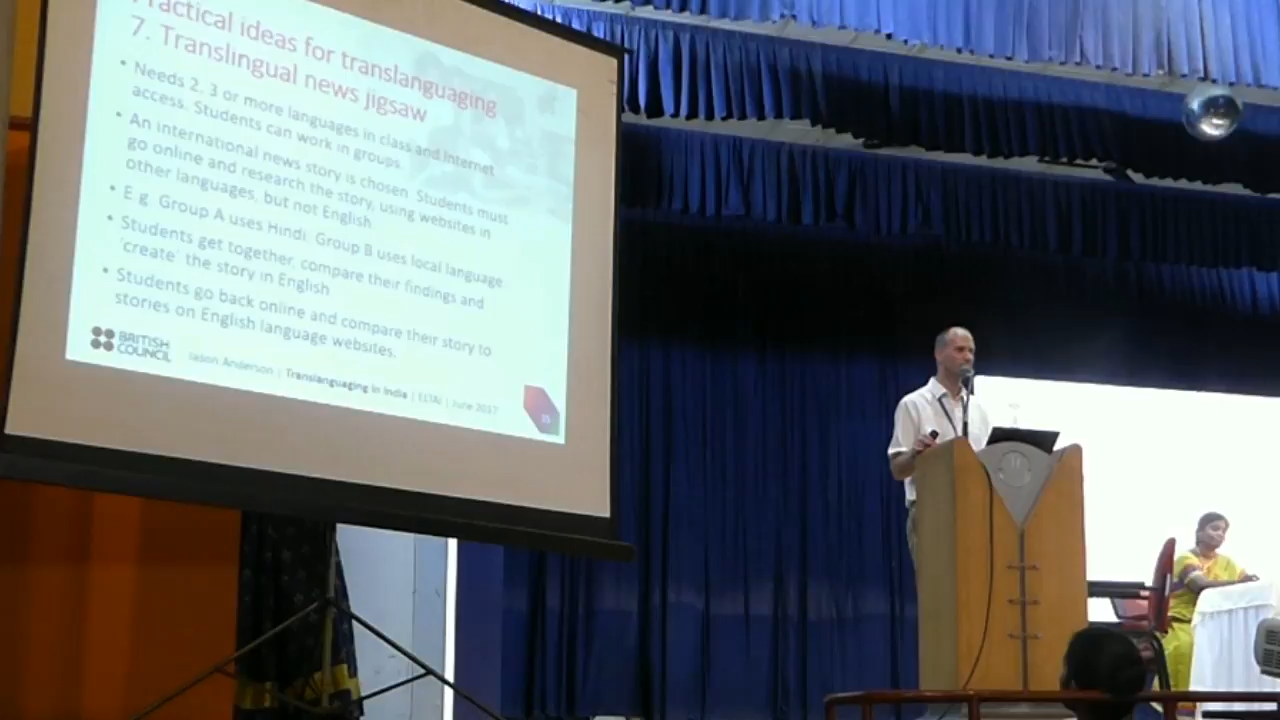 Practical ideas for translanguaging
7. Translingual news jigsaw
• Needs 2, 3 or more languages in class and internet
access. Students can work in groups.
• An international news story is chosen. Students must
go online and research the story, using websites in
other languages, but not English.
• E.g. Group A uses Hindi. Group B uses local language.
• Students get together, compare their findings and
'create' the story in English.
• Students go back online and compare their story to
stories on English language websites.
BRITISH
COUNCIL
Jason Anderson | Translanguaging in India | ELTAI | June 2017